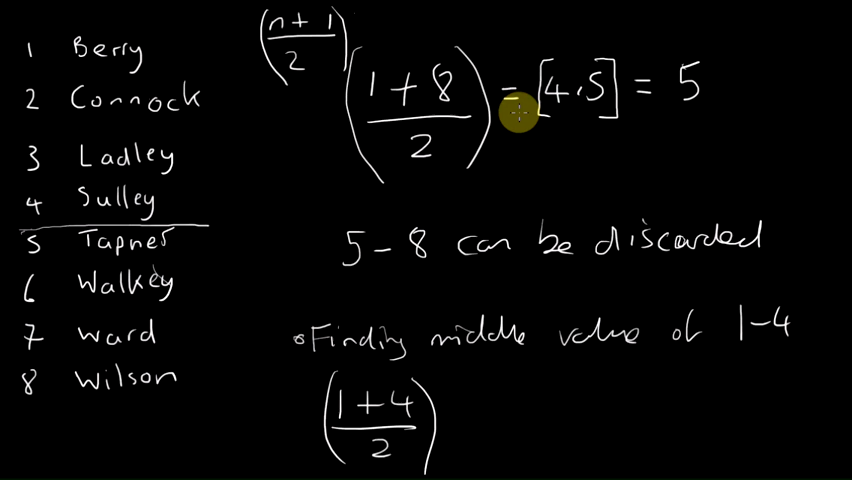 1 Berry
2 Connock
3 Ladley
4 Sulley
5 Tapner
6 Walkey
7 Ward
8 Wilson
(n + 1 / 2)
(1 + 8 / 2) = [4.5] = 5
5 - 8 can be discarded
• Finding middle value of 1-4
(1 + 4 / 2)